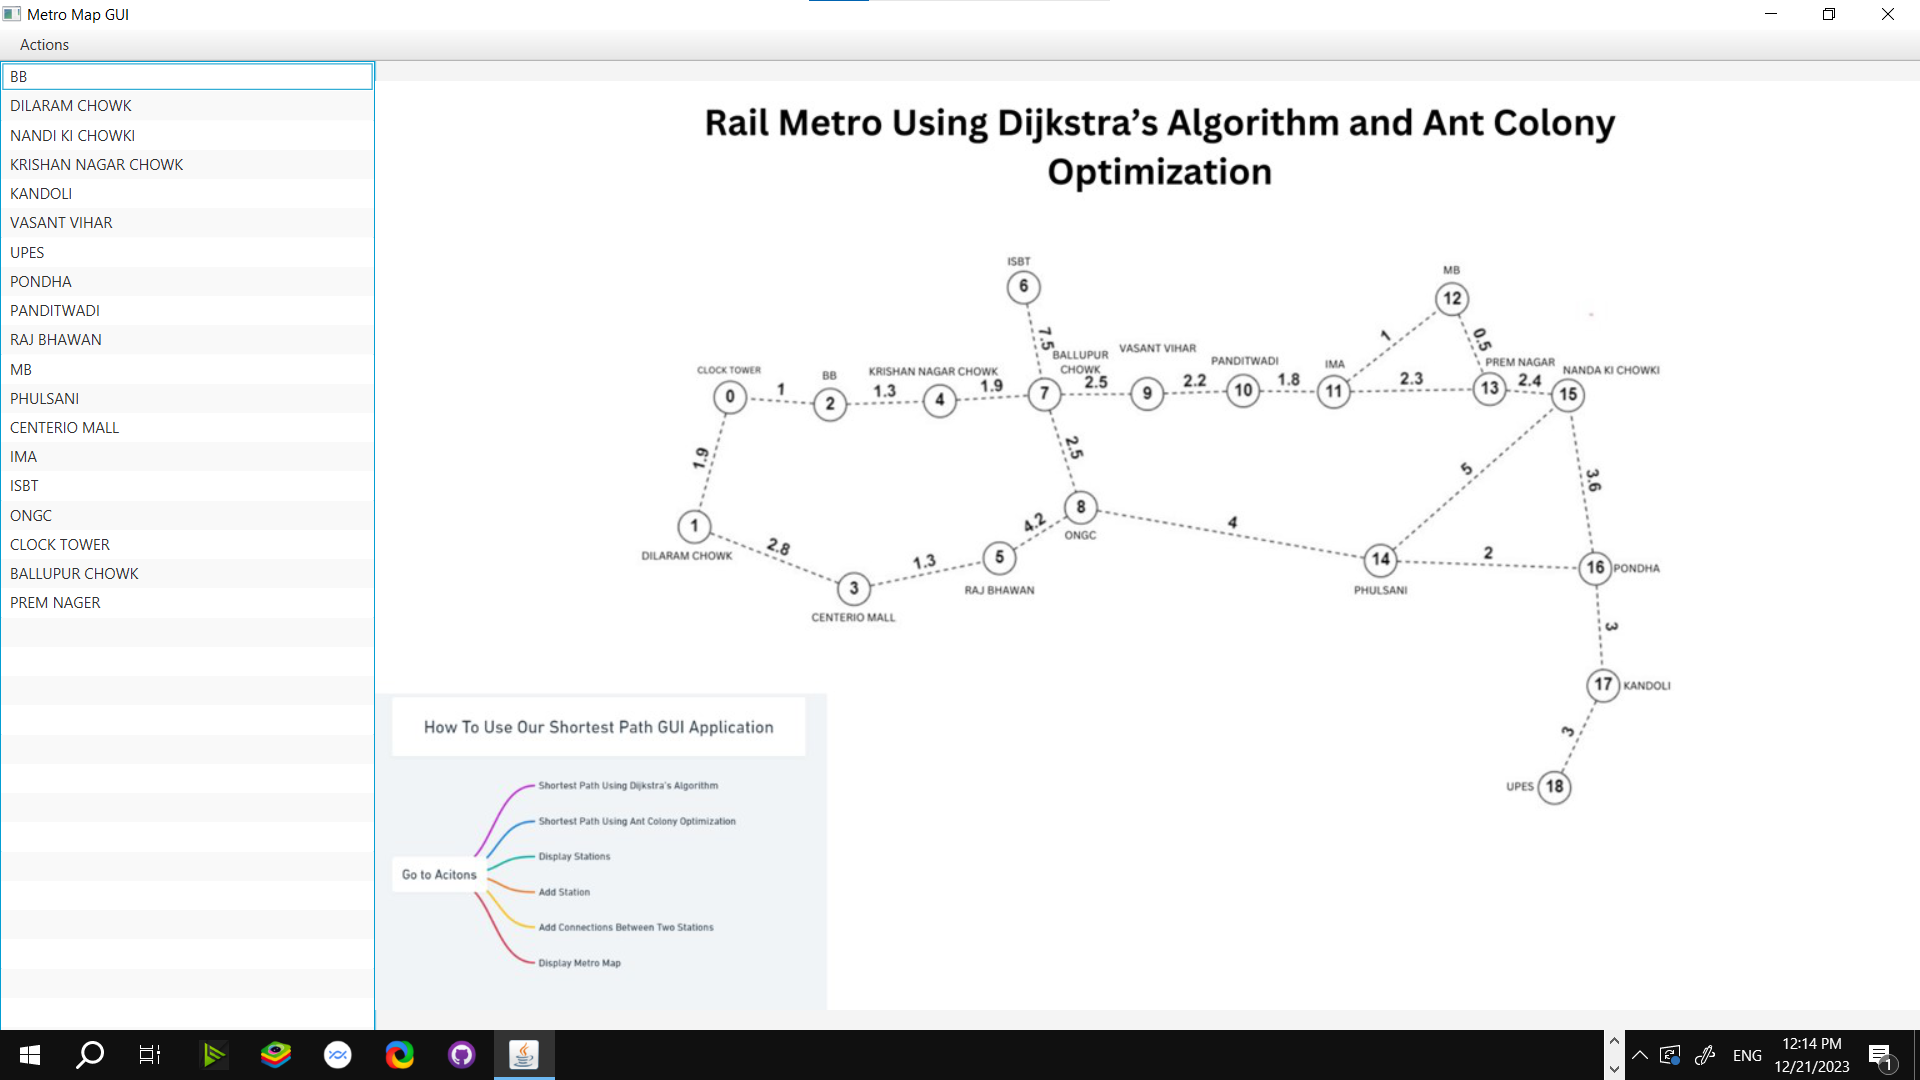 Metro Map GUI
Actions
BB
DILARAM CHOWK
NANDI KI CHOWKI
KRISHAN NAGAR CHOWK
KANDOLI
VASANT VIHAR
UPES
PONDHA
PANDITWADI
RAJ BHAWAN
MB
PHULSANI
CENTERIO MALL
IMA
ISBT
ONGC
CLOCK TOWER
BALLUPUR CHOWK
PREM NAGER
Rail Metro Using Dijkstra's Algorithm and Ant Colony
Optimization
ISBT
6
7.5
MB
12
1
0.5
CLOCK TOWER
0
1
BB
2
1.3
KRISHAN NAGAR CHOWK
4
1.9
BALLUPUR
CHOWK
7
2.5
VASANT VIHAR
9
2.2
PANDITWADI
10
1.8
IMA
11
2.3
PREM NAGAR
13
2.4
NANDA KI CHOWKI
15
1.9
2.5
5
3.6
1
DILARAM CHOWK
2.8
3
CENTERIO MALL
1.3
5
RAJ BHAWAN
4.2
8
ONGC
4
14
PHULSANI
2
16
PONDHA
3
17
KANDOLI
3
UPES
18
How To Use Our Shortest Path GUI Application
Go to Acitons
Shortest Path Using Dijkstra's Algorithm
Shortest Path Using Ant Colony Optimization
Display Stations
Add Station
Add Connections Between Two Stations
Display Metro Map
ENG
12:14 PM
12/21/2023
1